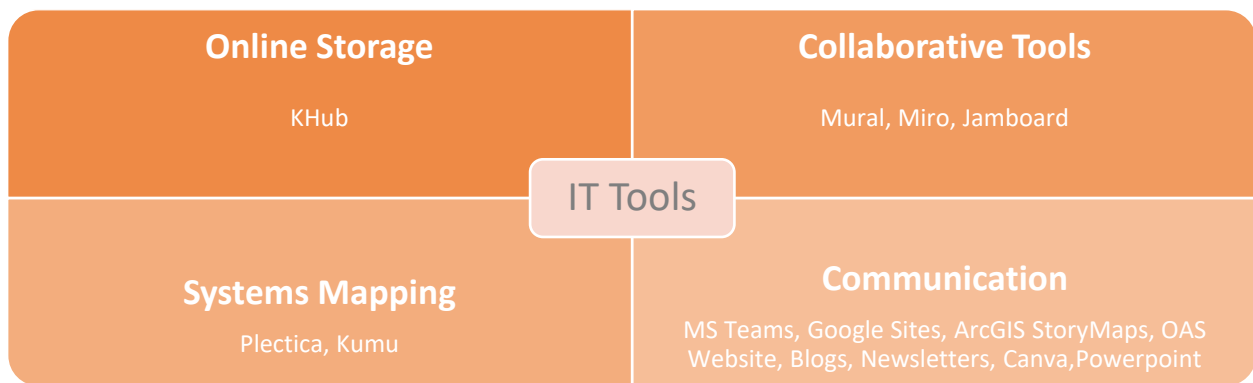 Online Storage
KHub
Collaborative Tools
Mural, Miro, Jamboard
IT Tools
Systems Mapping
Plectica, Kumu
Communication
MS Teams, Google Sites, ArcGIS StoryMaps, OAS
Website, Blogs, Newsletters, Canva,Powerpoint